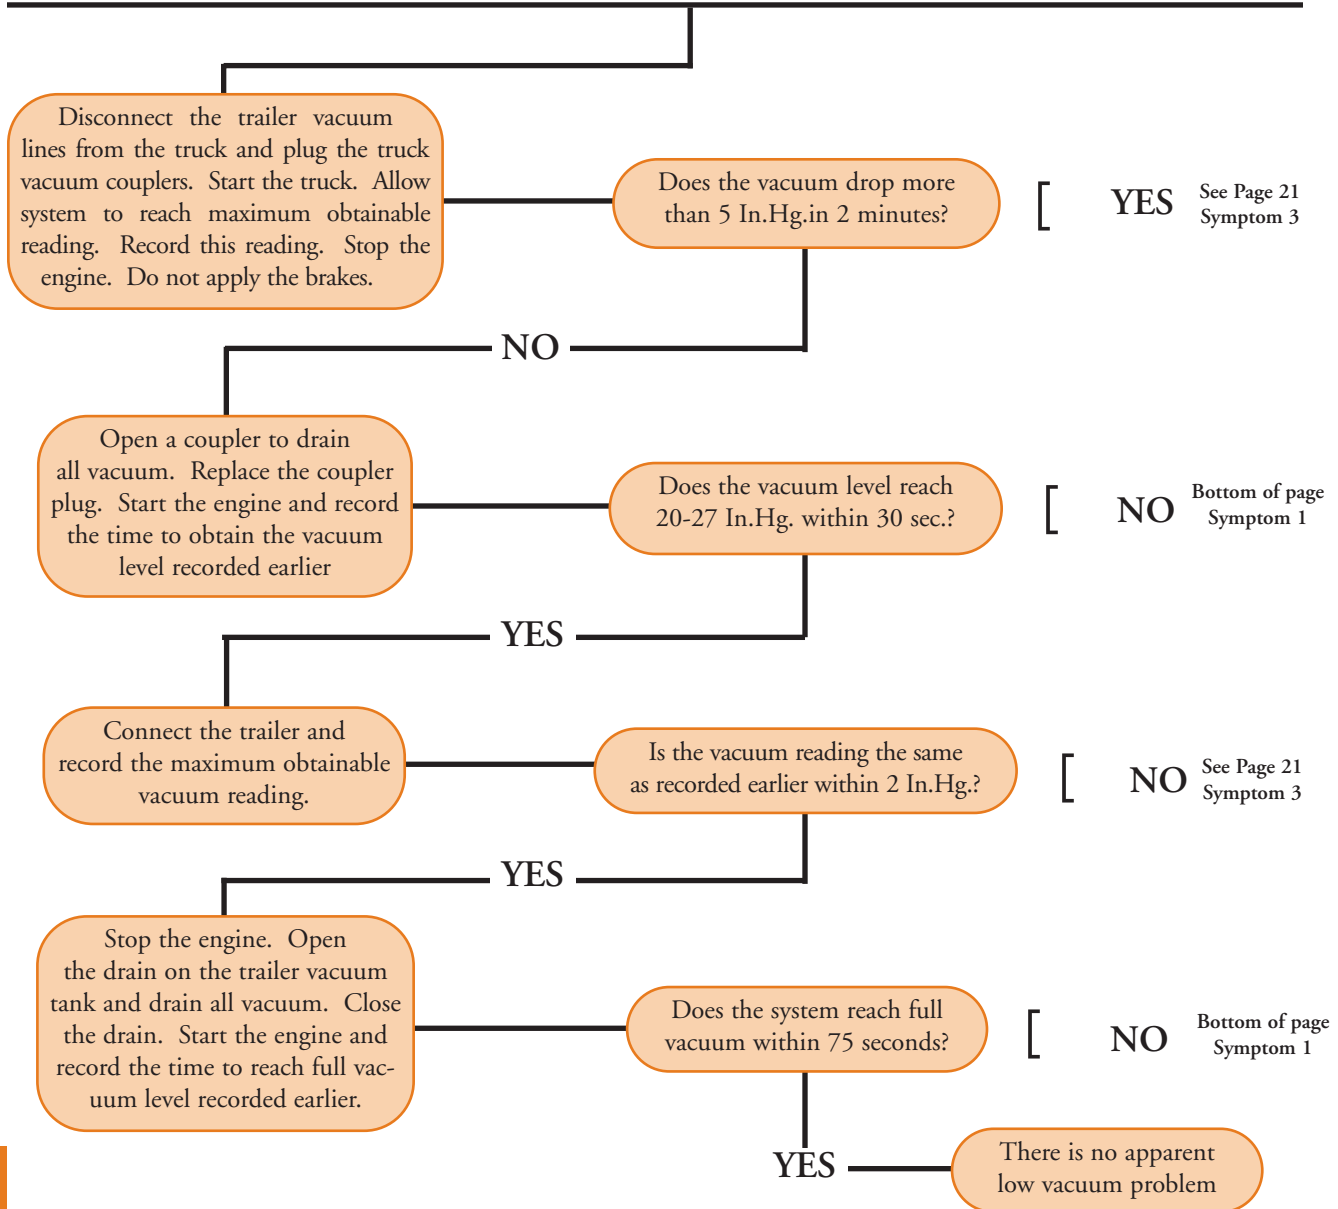 Disconnect the trailer vacuum
lines from the truck and plug the truck
vacuum couplers. Start the truck. Allow
system to reach maximum obtainable
reading. Record this reading. Stop the
engine. Do not apply the brakes.
Does the vacuum drop more
than 5 In.Hg.in 2 minutes?
[ YES
See Page 21
Symptom 3
NO
Open a coupler to drain
all vacuum. Replace the coupler
plug. Start the engine and record
the time to obtain the vacuum
level recorded earlier
Does the vacuum level reach
20-27 In.Hg. within 30 sec.?
[ NO
Bottom of page
Symptom 1
YES
Connect the trailer and
record the maximum obtainable
vacuum reading.
Is the vacuum reading the same
as recorded earlier within 2 In.Hg.?
[ NO
See Page 21
Symptom 3
YES
Stop the engine. Open
the drain on the trailer vacuum
tank and drain all vacuum. Close
the drain. Start the engine and
record the time to reach full vac-
uum level recorded earlier.
Does the system reach full
vacuum within 75 seconds?
[ NO
Bottom of page
Symptom 1
YES
There is no apparent
low vacuum problem